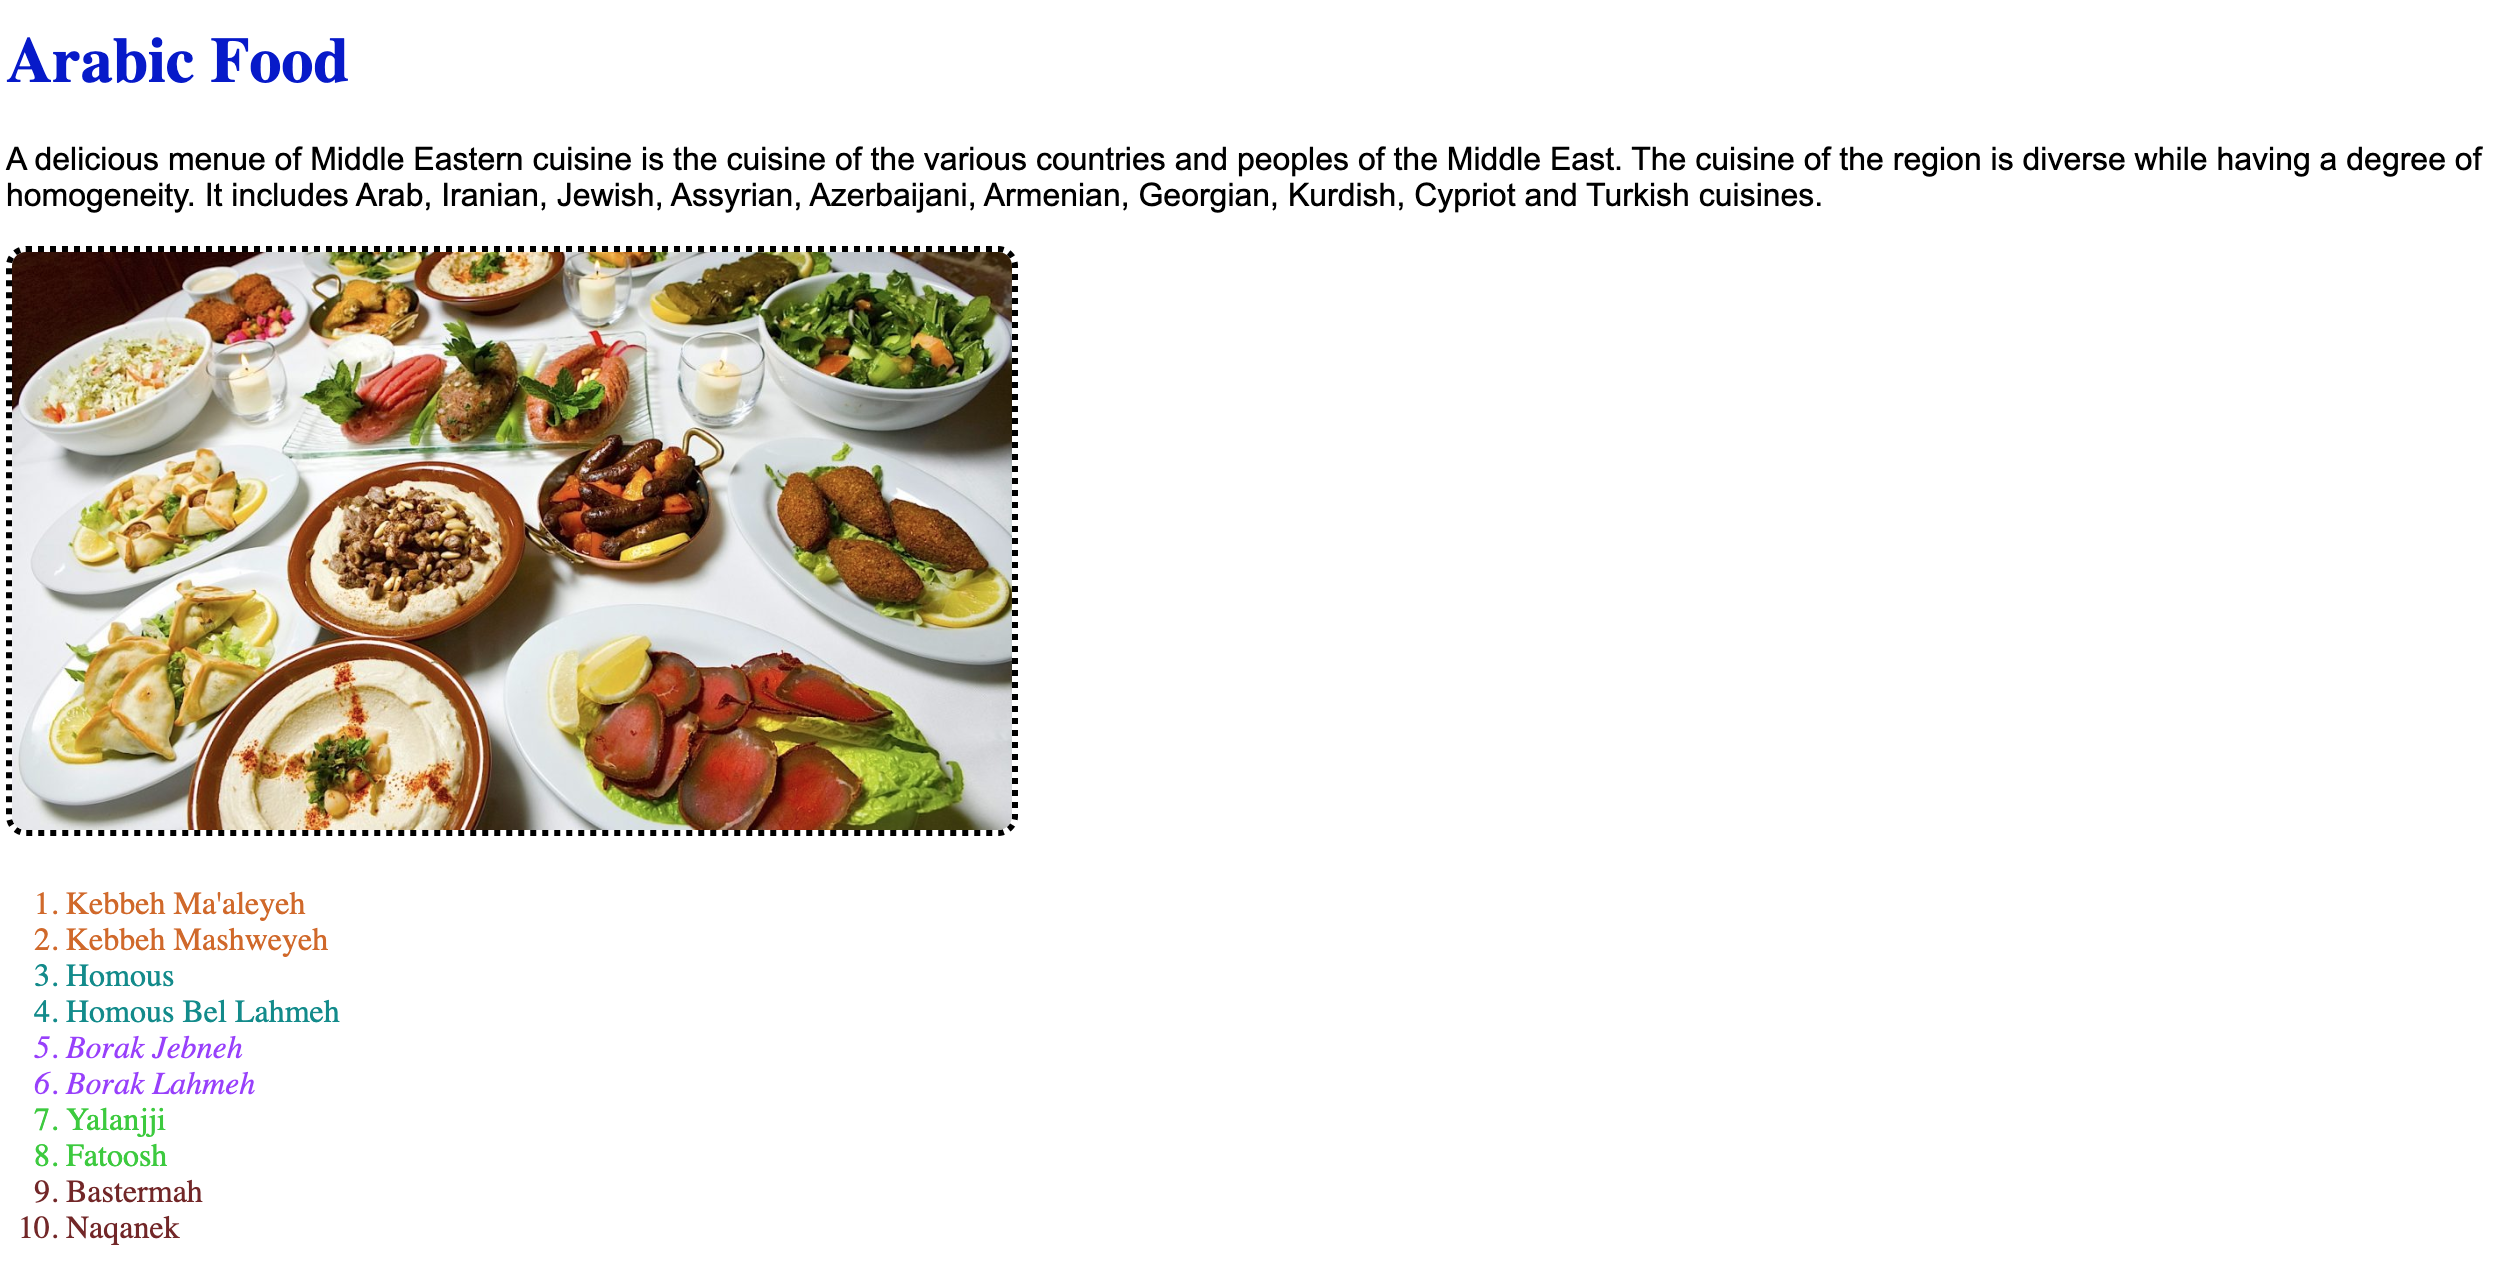 Arabic Food
A delicious menue of Middle Eastern cuisine is the cuisine of the various countries and peoples of the Middle East. The cuisine of the region is diverse while having a degree of
homogeneity. It includes Arab, Iranian, Jewish, Assyrian, Azerbaijani, Armenian, Georgian, Kurdish, Cypriot and Turkish cuisines.
1. Kebbeh Ma'aleyeh
2. Kebbeh Mashweyeh
3. Homous
4. Homous Bel Lahmeh
5. Borak Jebneh
6. Borak Lahmeh
7. Yalanjji
8. Fatoosh
9. Bastermah
10. Naqanek